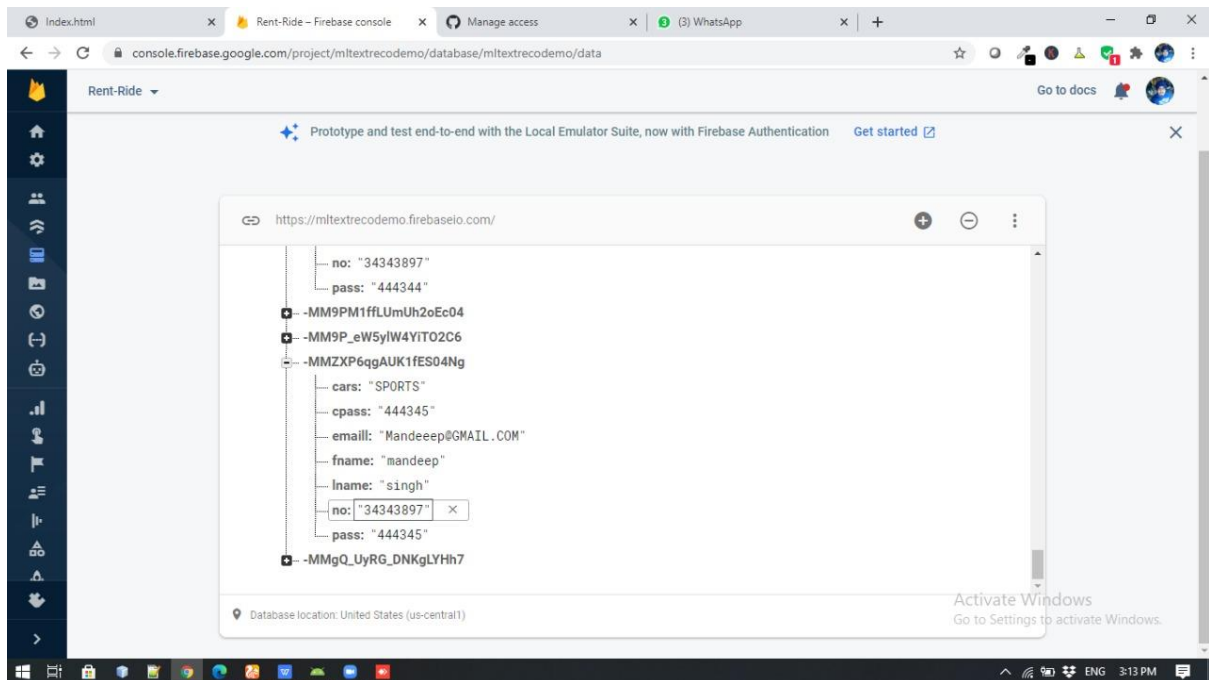 Index.html
Rent-Ride – Firebase console
Manage access
3 (3) WhatsApp
console.firebase.google.com/project/mltextrecodemo/database/mltextrecodemo/data
1
Rent-Ride
Go to docs
Prototype and test end-to-end with the Local Emulator Suite, now with Firebase Authentication Get started
https://mltextrecodemo.firebaseio.com/
no: "34343897"
pass: "444344"
-MM9PM1ffLUmUh2oEc04
-MM9P_eW5ylW4YiTO2C6
-MMZXP6qgAUK1fES04Ng
cars: "SPORTS"
cpass: "444345"
emaill: "Mandeeep@GMAIL.COM"
fname: "mandeep"
lname: "singh"
no: "34343897"
pass: "444345"
-MMgQ_UyRG_DNKgLYHh7
Database location: United States (us-central1)
Activate Windows
Go to Settings to activate Windows.
ENG 3:13 PM